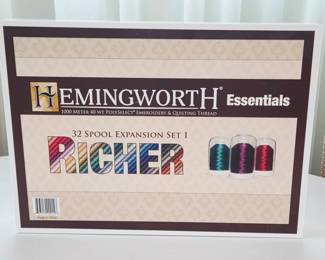 HEMINGWORTH® Essentials
1000 METER 40 WT POLYSELECT® EMBROIDERY & QUILTING THREAD
32 SPOOL EXPANSION SET 1
RICHER